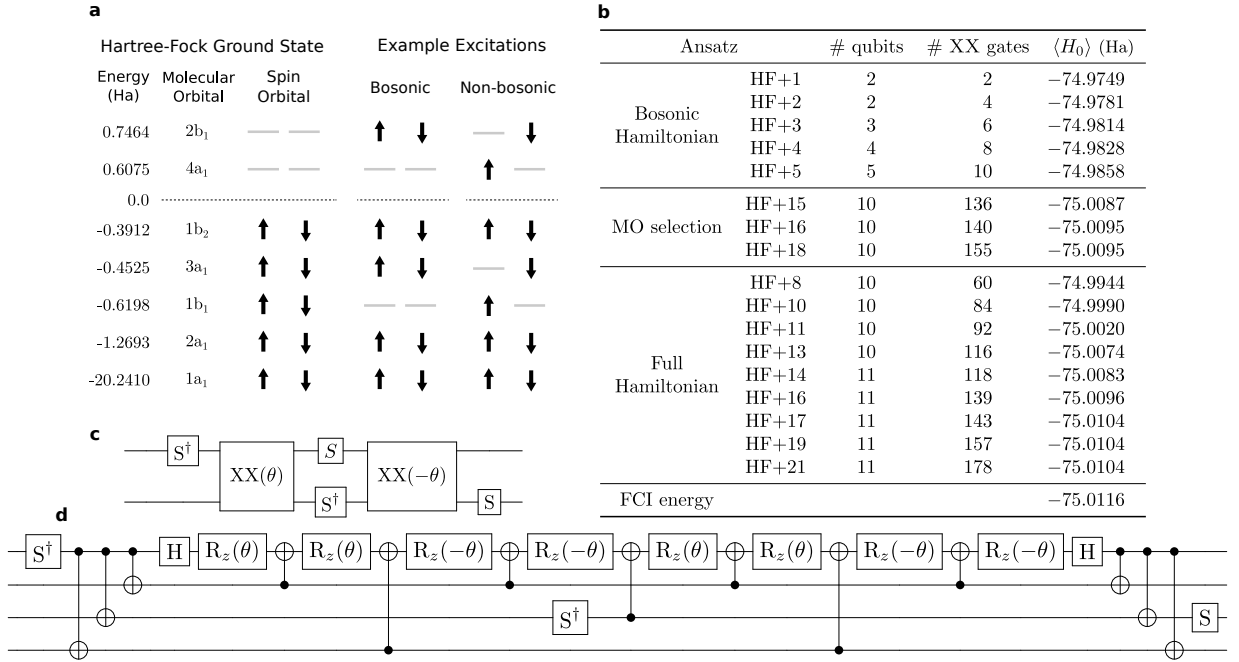 a
Hartree-Fock Ground State Example Excitations
Energy (Ha) Molecular Orbital Spin Orbital Bosonic Non-bosonic
0.7464 2b₁
0.6075 4a₁
0.0
-0.3912 1b₂
-0.4525 3a₁
-0.6198 1b₁
-1.2693 2a₁
-20.2410 1a₁
b
Ansatz # qubits # XX gates ⟨H₀⟩ (Ha)
Bosonic Hamiltonian
HF+1 2 2 −74.9749
HF+2 2 4 −74.9781
HF+3 3 6 −74.9814
HF+4 4 8 −74.9828
HF+5 5 10 −74.9858
MO selection
HF+15 10 136 −75.0087
HF+16 10 140 −75.0095
HF+18 10 155 −75.0095
Full Hamiltonian
HF+8 10 60 −74.9944
HF+10 10 84 −74.9990
HF+11 10 92 −75.0020
HF+13 10 116 −75.0074
HF+14 11 118 −75.0083
HF+16 11 139 −75.0096
HF+17 11 143 −75.0104
HF+19 11 157 −75.0104
HF+21 11 178 −75.0104
FCI energy −75.0116
c
S† XX(θ) S XX(−θ)
S† S
d
S† H R_z(θ) R_z(θ) R_z(−θ) R_z(−θ) R_z(θ) R_z(θ) R_z(−θ) R_z(−θ) H
S† S